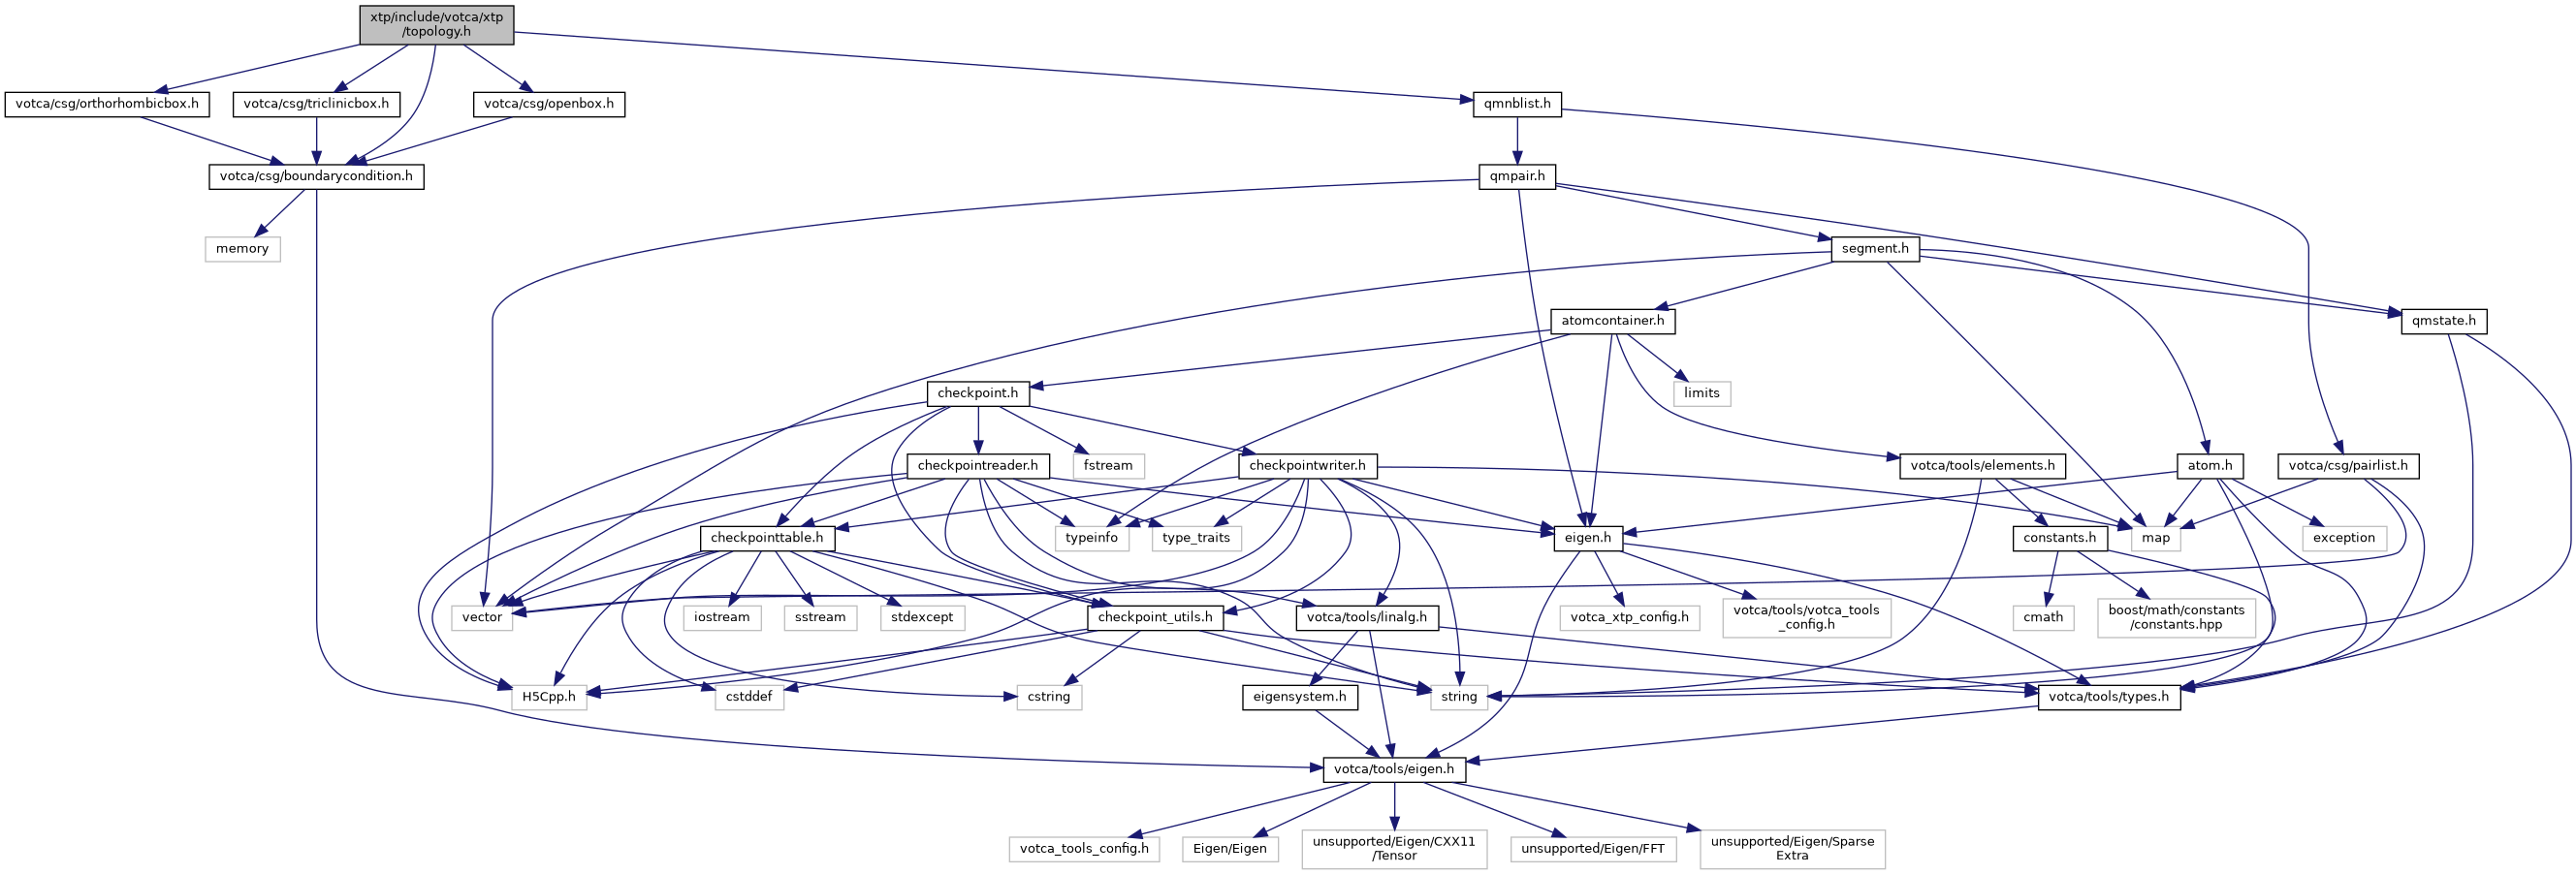 xtp/include/votca/xtp
/topology.h
votca/csg/orthorhombicbox.h
votca/csg/triclinicbox.h
votca/csg/openbox.h
qmnblist.h
votca/csg/boundarycondition.h
qmpair.h
memory
segment.h
atomcontainer.h
qmstate.h
checkpoint.h
limits
checkpointreader.h
fstream
checkpointwriter.h
votca/tools/elements.h
atom.h
votca/csg/pairlist.h
checkpointtable.h
typeinfo
type_traits
eigen.h
constants.h
map
exception
vector
iostream
sstream
stdexcept
checkpoint_utils.h
votca/tools/linalg.h
votca_xtp_config.h
votca/tools/votca_tools
_config.h
cmath
boost/math/constants
/constants.hpp
H5Cpp.h
cstddef
cstring
eigensystem.h
string
votca/tools/types.h
votca/tools/eigen.h
votca_tools_config.h
Eigen/Eigen
unsupported/Eigen/CXX11
/Tensor
unsupported/Eigen/FFT
unsupported/Eigen/Sparse
Extra